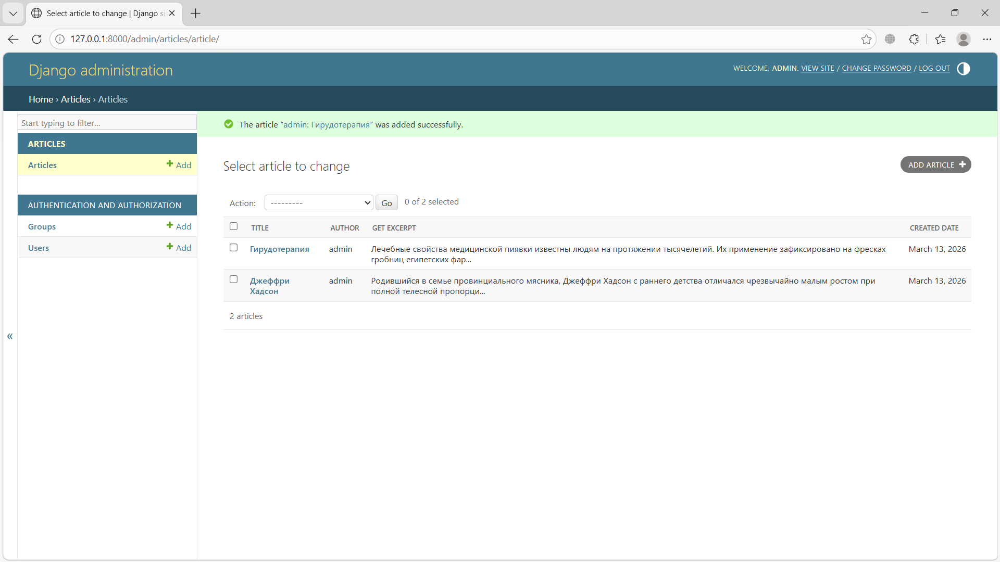 Select article to change | Django si
127.0.0.1:8000/admin/articles/article/
Django administration
WELCOME, ADMIN. VIEW SITE / CHANGE PASSWORD / LOG OUT
Home › Articles › Articles
Start typing to filter...
The article “admin: Гирудотерапия” was added successfully.
ARTICLES
Articles
Add
AUTHENTICATION AND AUTHORIZATION
Groups
Add
Users
Add
«
Select article to change
ADD ARTICLE
Action: --------- Go 0 of 2 selected
TITLE AUTHOR GET EXCERPT CREATED DATE
Гирудотерапия admin Лечебные свойства медицинской пиявки известны людям на протяжении тысячелетий. Их применение зафиксировано на фресках March 13, 2026
гробниц египетских фар...
Джеффри admin Родившийся в семье провинциального мясника, Джеффри Хадсон с раннего детства отличался чрезвычайно малым ростом при March 13, 2026
Хадсон полной телесной пропорци...
2 articles